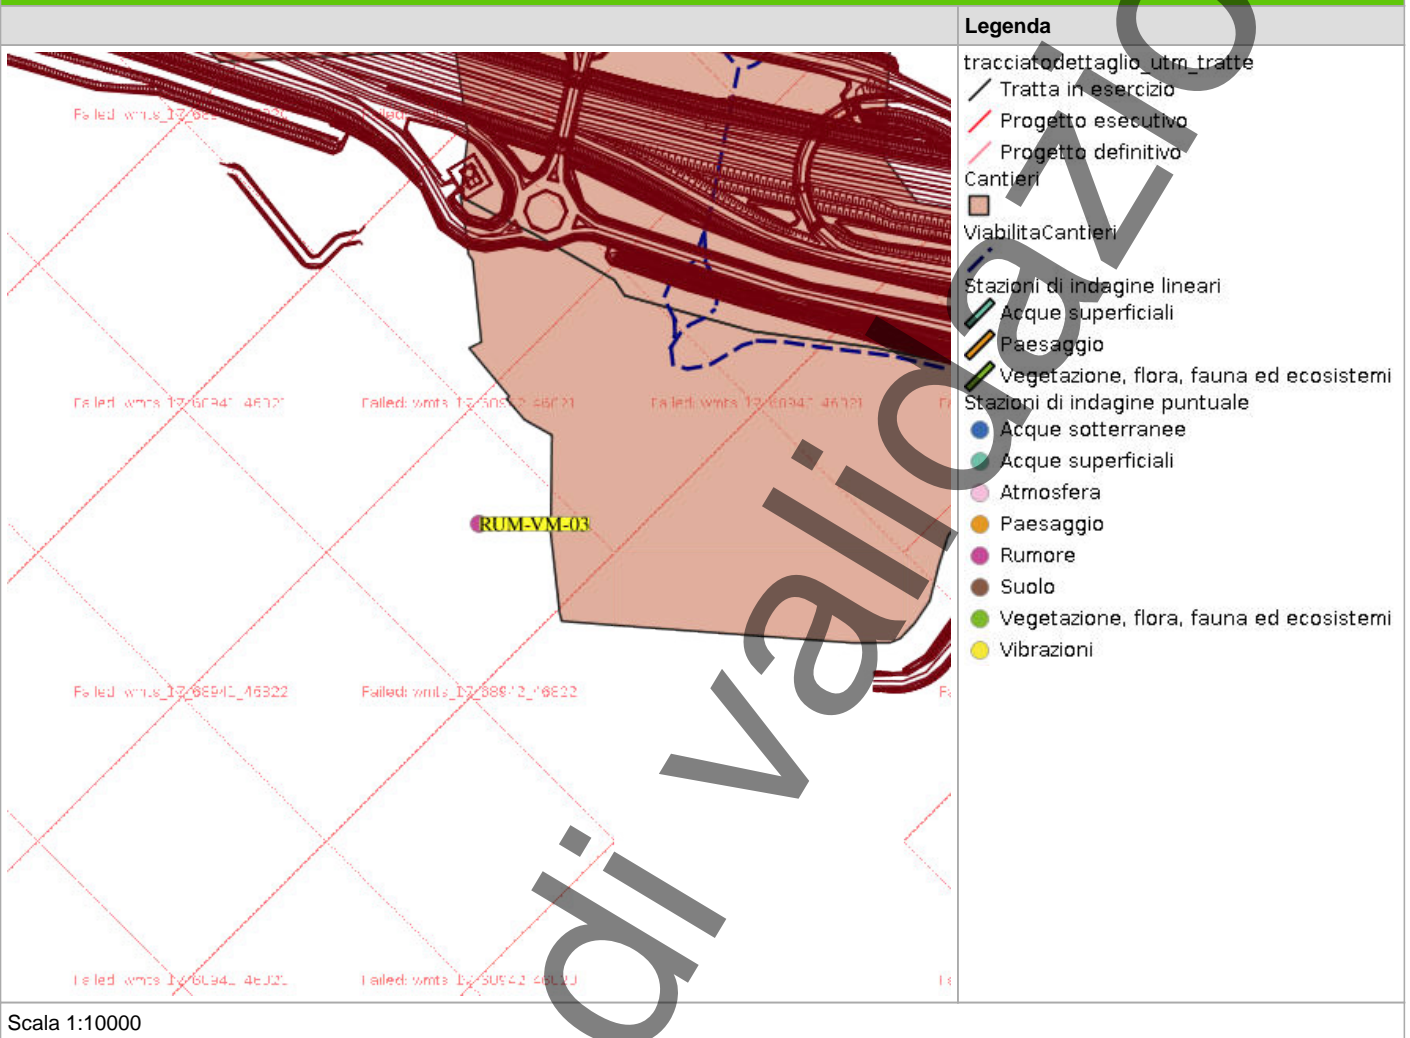 Legenda
tracciatodettaglio_utm_tratte
Tratta in esercizio
Progetto esecutivo
Progetto definitivo
Cantieri
ViabilitaCantieri
Stazioni di indagine lineari
Acque superficiali
Paesaggio
Vegetazione, flora, fauna ed ecosistemi
Stazioni di indagine puntuale
Acque sotterranee
Acque superficiali
Atmosfera
Paesaggio
Rumore
Suolo
Vegetazione, flora, fauna ed ecosistemi
Vibrazioni
RUM-VM-03
di validazio
Scala 1:10000